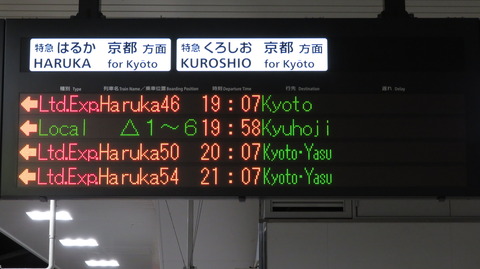 特急 はるか 京都 方面
HARUKA for Kyōto
特急 くろしお 京都 方面
KUROSHIO for Kyōto
種別 Type 列車名 Train Name／乗車位置 Boarding Position 時刻 Departure Time 行先 Destination 遅れ Delay
←Ltd.Exp.Haruka46 19：07 Kyoto
←Local △1～6 19：58 Kyuhoji
←Ltd.Exp.Haruka50 20：07 Kyoto・Yasu
←Ltd.Exp.Haruka54 21：07 Kyoto・Yasu